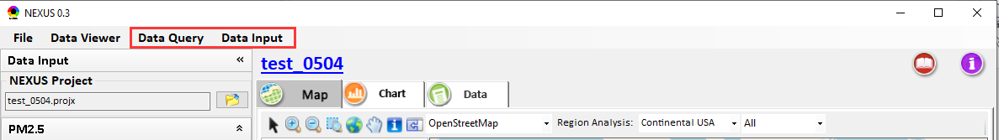 NEXUS 0.3
File Data Viewer Data Query Data Input
Data Input
NEXUS Project
test_0504.projx
PM2.5
test_0504
Map Chart Data
OpenStreetMap Region Analysis: Continental USA All